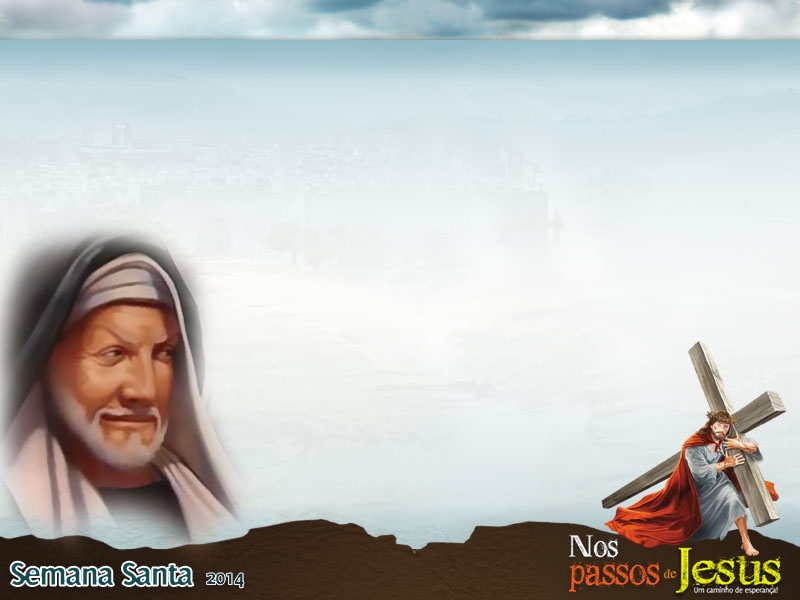 Semana Santa 2014
Nos
passos de Jesus
Um caminho de esperança!